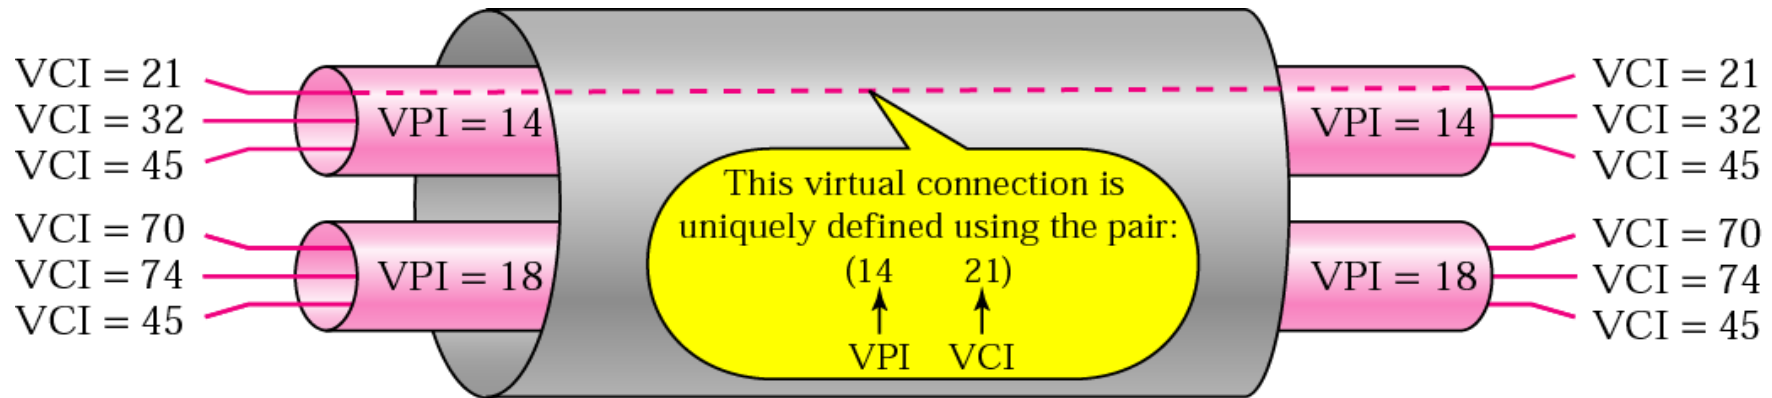 VCI = 21
VCI = 32
VCI = 45
VPI = 14
VCI = 70
VCI = 74
VCI = 45
VPI = 18
This virtual connection is
uniquely defined using the pair:
(14 21)
VPI VCI
VPI = 14
VCI = 21
VCI = 32
VCI = 45
VPI = 18
VCI = 70
VCI = 74
VCI = 45